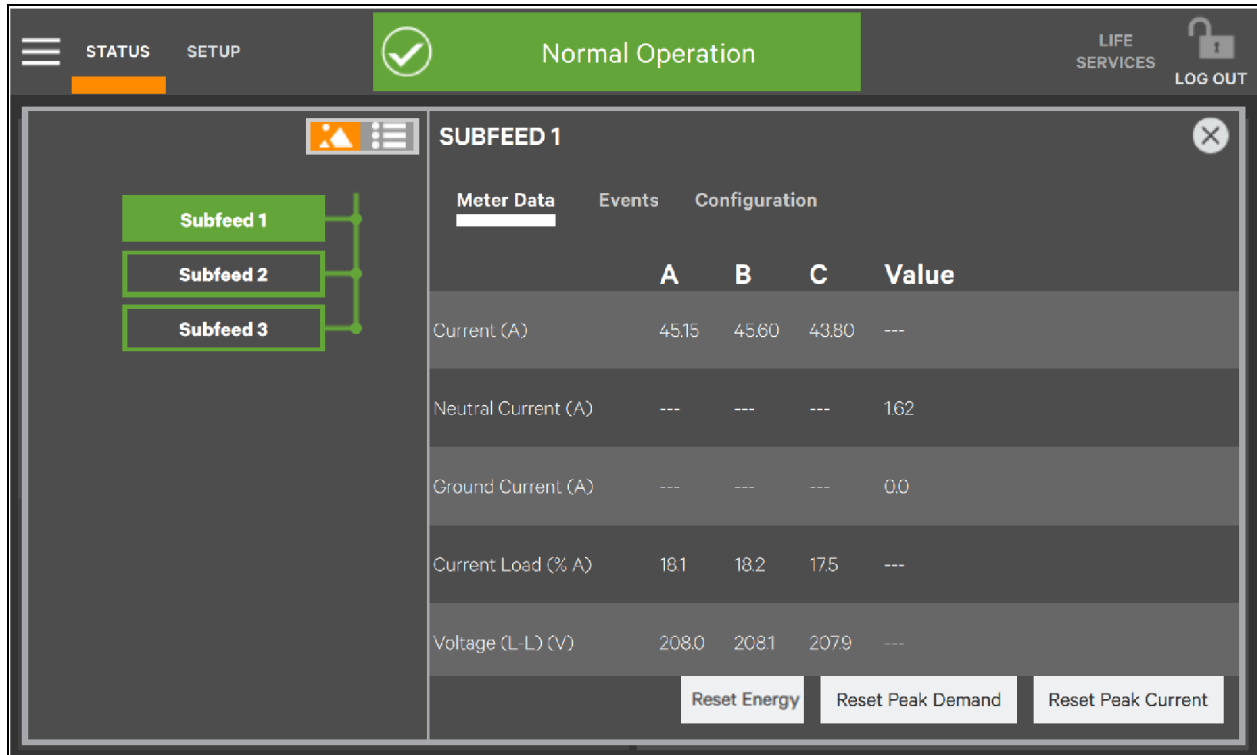 STATUS SETUP Normal Operation LIFE SERVICES LOG OUT
Subfeed 1
Subfeed 2
Subfeed 3
SUBFEED 1
Meter Data Events Configuration
A B C Value
Current (A) 45.15 45.60 43.80 ---
Neutral Current (A) --- --- --- 1.62
Ground Current (A) --- --- --- 0.0
Current Load (% A) 18.1 18.2 17.5 ---
Voltage (L-L) (V) 208.0 208.1 207.9 ---
Reset Energy Reset Peak Demand Reset Peak Current